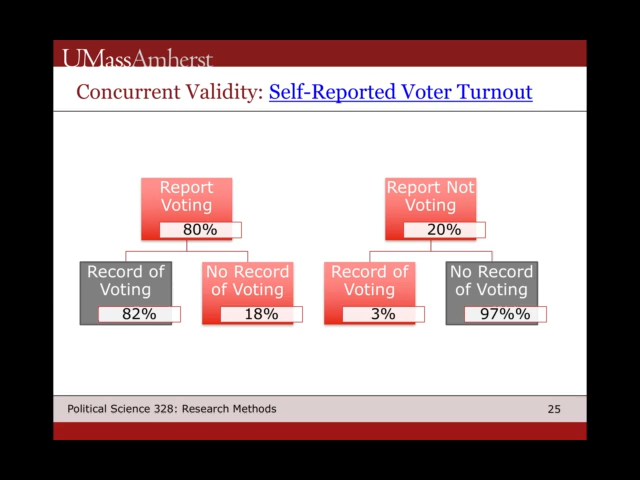 UMassAmherst
Concurrent Validity: Self-Reported Voter Turnout
Report
Voting
80%
Report Not
Voting
20%
Record of
Voting
82%
No Record
of Voting
18%
Record of
Voting
3%
No Record
of Voting
97%%
Political Science 328: Research Methods
25